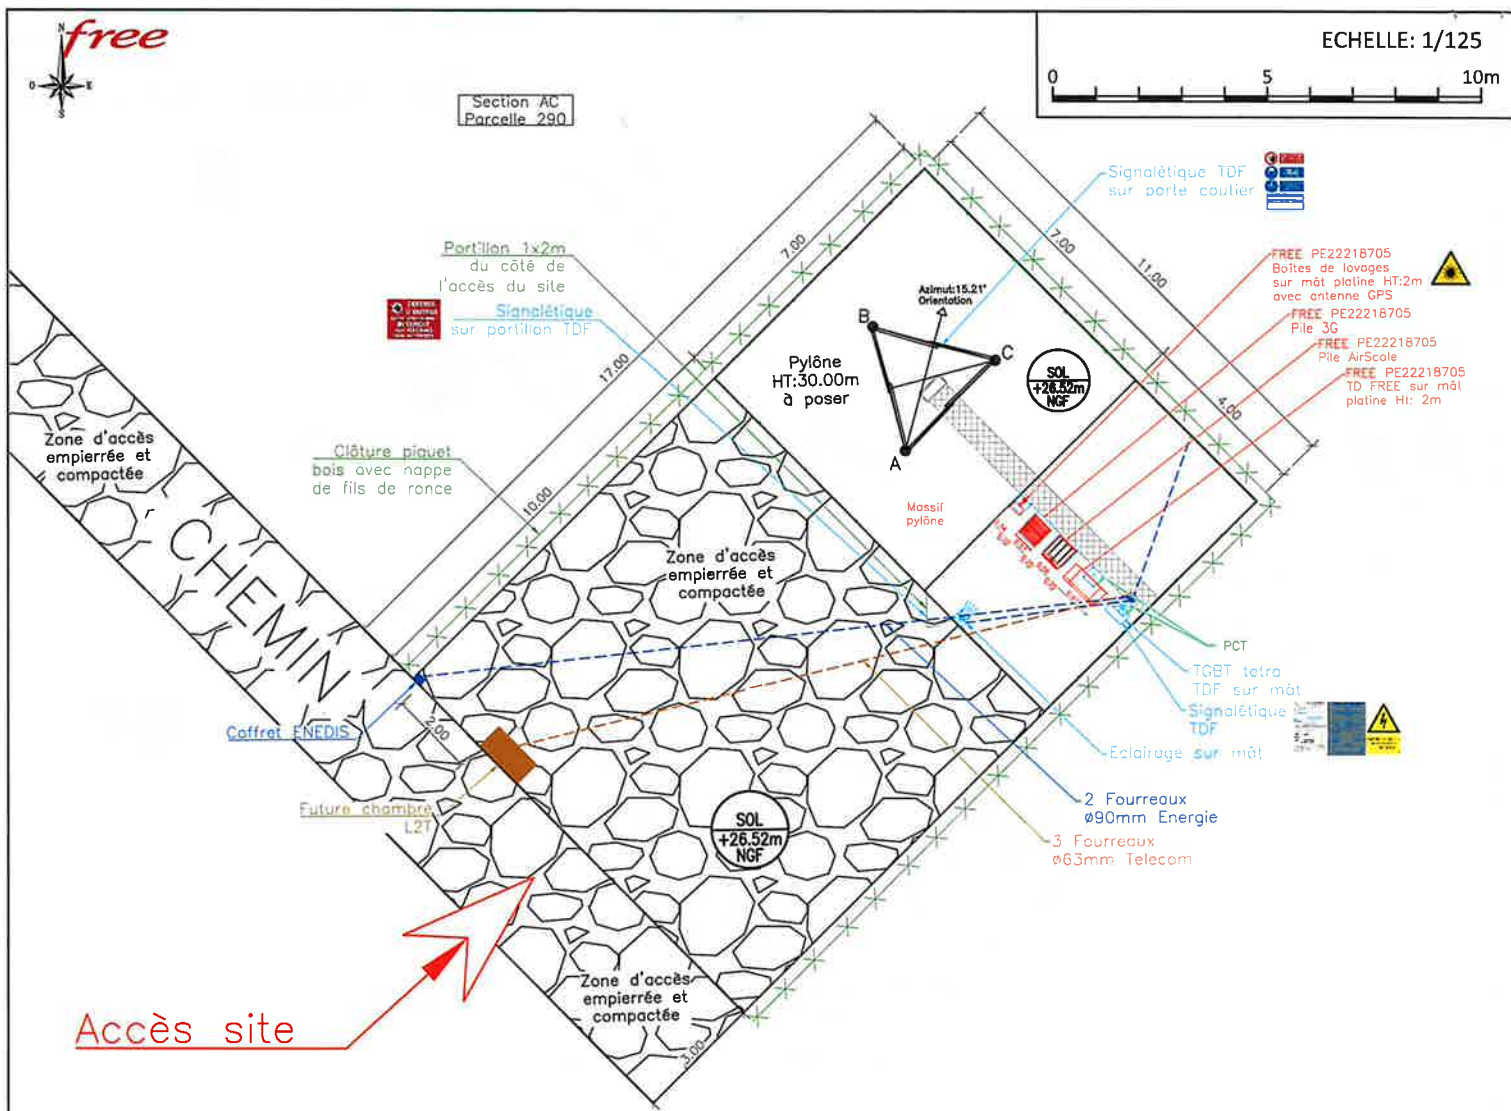 free
N
O
E
S
ECHELLE: 1/125
0
5
10m
Section AC
Parcelle 290
Signalétique TDF
sur porte coutier
Portillon 1x2m
du côté de
l'accès du site
Signalétique
sur portillon TDF
7.00
7.00
11.00
17.00
4.00
10.00
FREE PE22218705
Boîtes de lovages
sur mât platine HT:2m
avec antenne GPS
FREE PE22218705
Pile 3G
FREE PE22218705
Pile AirScale
FREE PE22218705
TD FREE sur mât
platine Ht: 2m
Azimut:15.21°
Orientation
B
C
A
Pylône
HT:30.00m
à poser
SOL
+26.52m
NGF
Zone d'accès
empierrée et
compactée
Clôture piquet
bois avec nappe
de fils de ronce
Massif
pylône
CHEMIN
Zone d'accès
empierrée et
compactée
PCT
TGBT tetra
TDF sur mât
Signalétique
TDF
Eclairage sur mât
Coffret ENEDIS
2.00
Future chambre
L2T
2 Fourreaux
ø90mm Energie
3 Fourreaux
ø63mm Telecom
SOL
+26.52m
NGF
Zone d'accès
empierrée et
compactée
3.00
Accès site